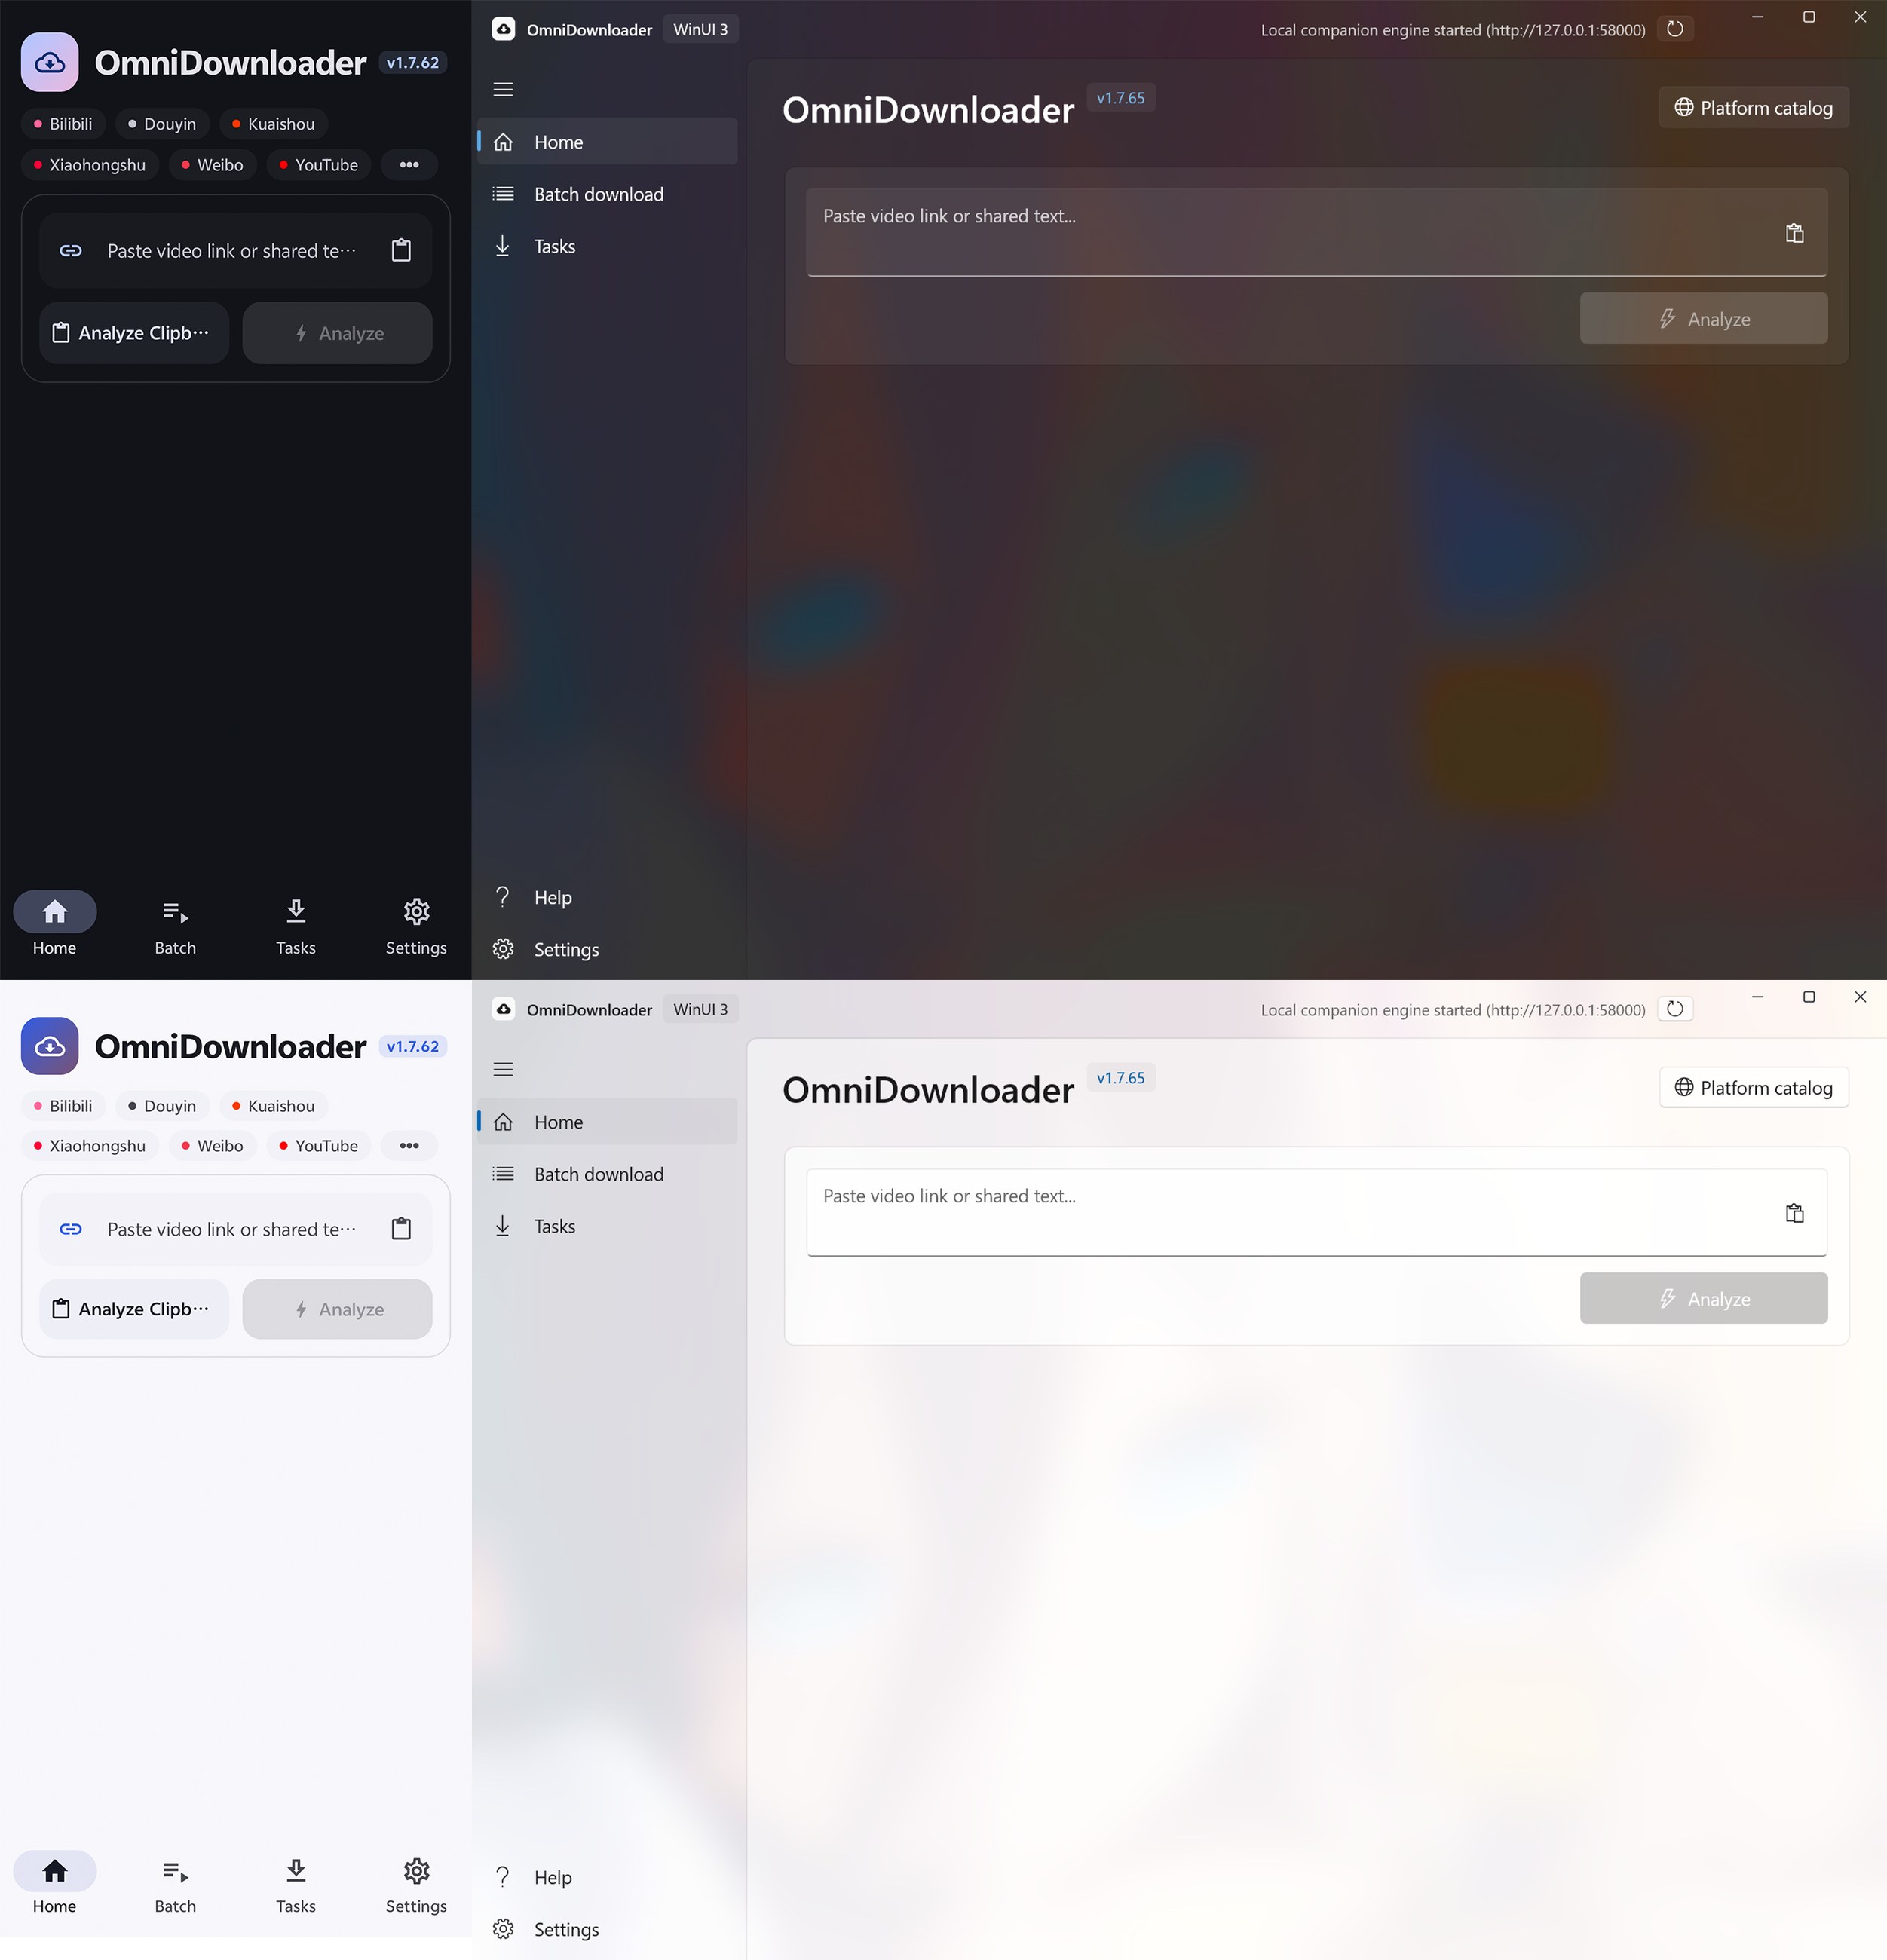 OmniDownloader v1.7.62
Bilibili Douyin Kuaishou
Xiaohongshu Weibo YouTube •••
Paste video link or shared te···
Analyze Clipb··· Analyze
Home Batch Tasks Settings
OmniDownloader WinUI 3 Local companion engine started (http://127.0.0.1:58000)
Home
Batch download
Tasks
Help
Settings
OmniDownloader v1.7.65 Platform catalog
Paste video link or shared text...
Analyze
OmniDownloader v1.7.62
Bilibili Douyin Kuaishou
Xiaohongshu Weibo YouTube •••
Paste video link or shared te···
Analyze Clipb··· Analyze
Home Batch Tasks Settings
OmniDownloader WinUI 3 Local companion engine started (http://127.0.0.1:58000)
Home
Batch download
Tasks
Help
Settings
OmniDownloader v1.7.65 Platform catalog
Paste video link or shared text...
Analyze